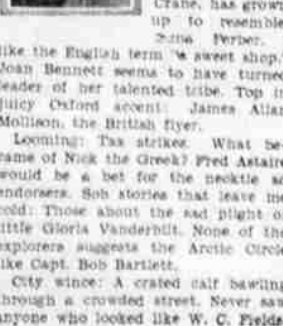 Crane, has grown
up to resemble
Edna Ferber.
like the English term "a sweet shop."
Joan Bennett seems to have turned
leader of her talented tribe. Top in
juicy Oxford accent: James Allan
Mollison, the British flyer.
Looming: Tax strikes. What be-
came of Nick the Greek? Fred Astaire
would be a bet for the necktie ad
endorsers. Sob stories that leave me
cold: Those about the sad plight of
little Gloria Vanderbilt. None of the
explorers suggests the Arctic Circle
like Capt. Bob Bartlett.
City wince: A crated calf bawling
through a crowded street. Never saw
anyone who looked like W. C. Fields